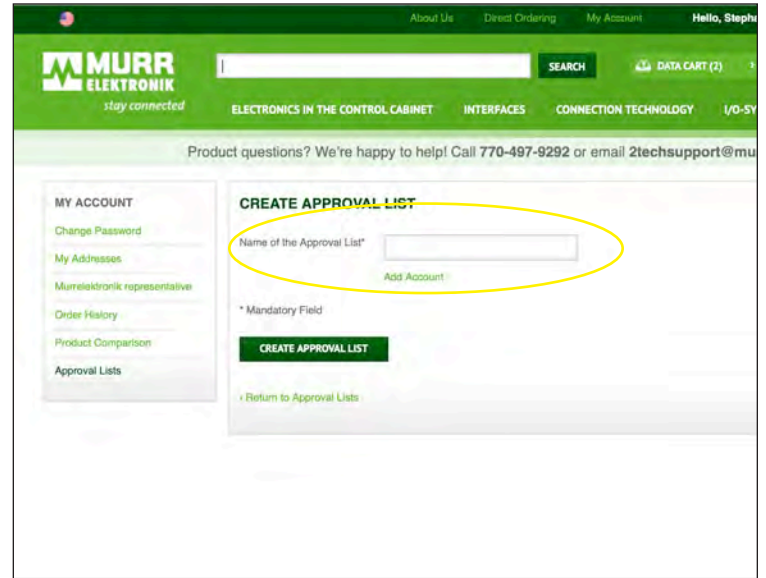 About Us Direct Ordering My Account Hello, Stepha
MURR
ELEKTRONIK
stay connected
SEARCH
DATA CART (2)
ELECTRONICS IN THE CONTROL CABINET INTERFACES CONNECTION TECHNOLOGY I/O-SY
Product questions? We're happy to help! Call 770-497-9292 or email 2techsupport@mu
MY ACCOUNT
Change Password
My Addresses
Murrelektronik representative
Order History
Product Comparison
Approval Lists
CREATE APPROVAL LIST
Name of the Approval List*
Add Account
* Mandatory Field
CREATE APPROVAL LIST
‹ Return to Approval Lists